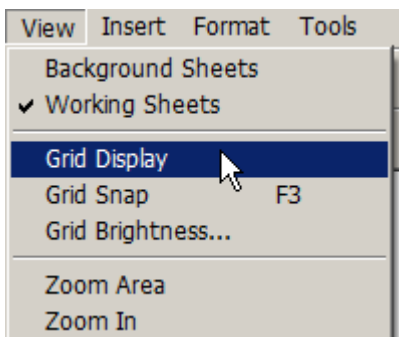 View Insert Format Tools
Background Sheets
✔ Working Sheets
Grid Display
Grid Snap F3
Grid Brightness...
Zoom Area
Zoom In